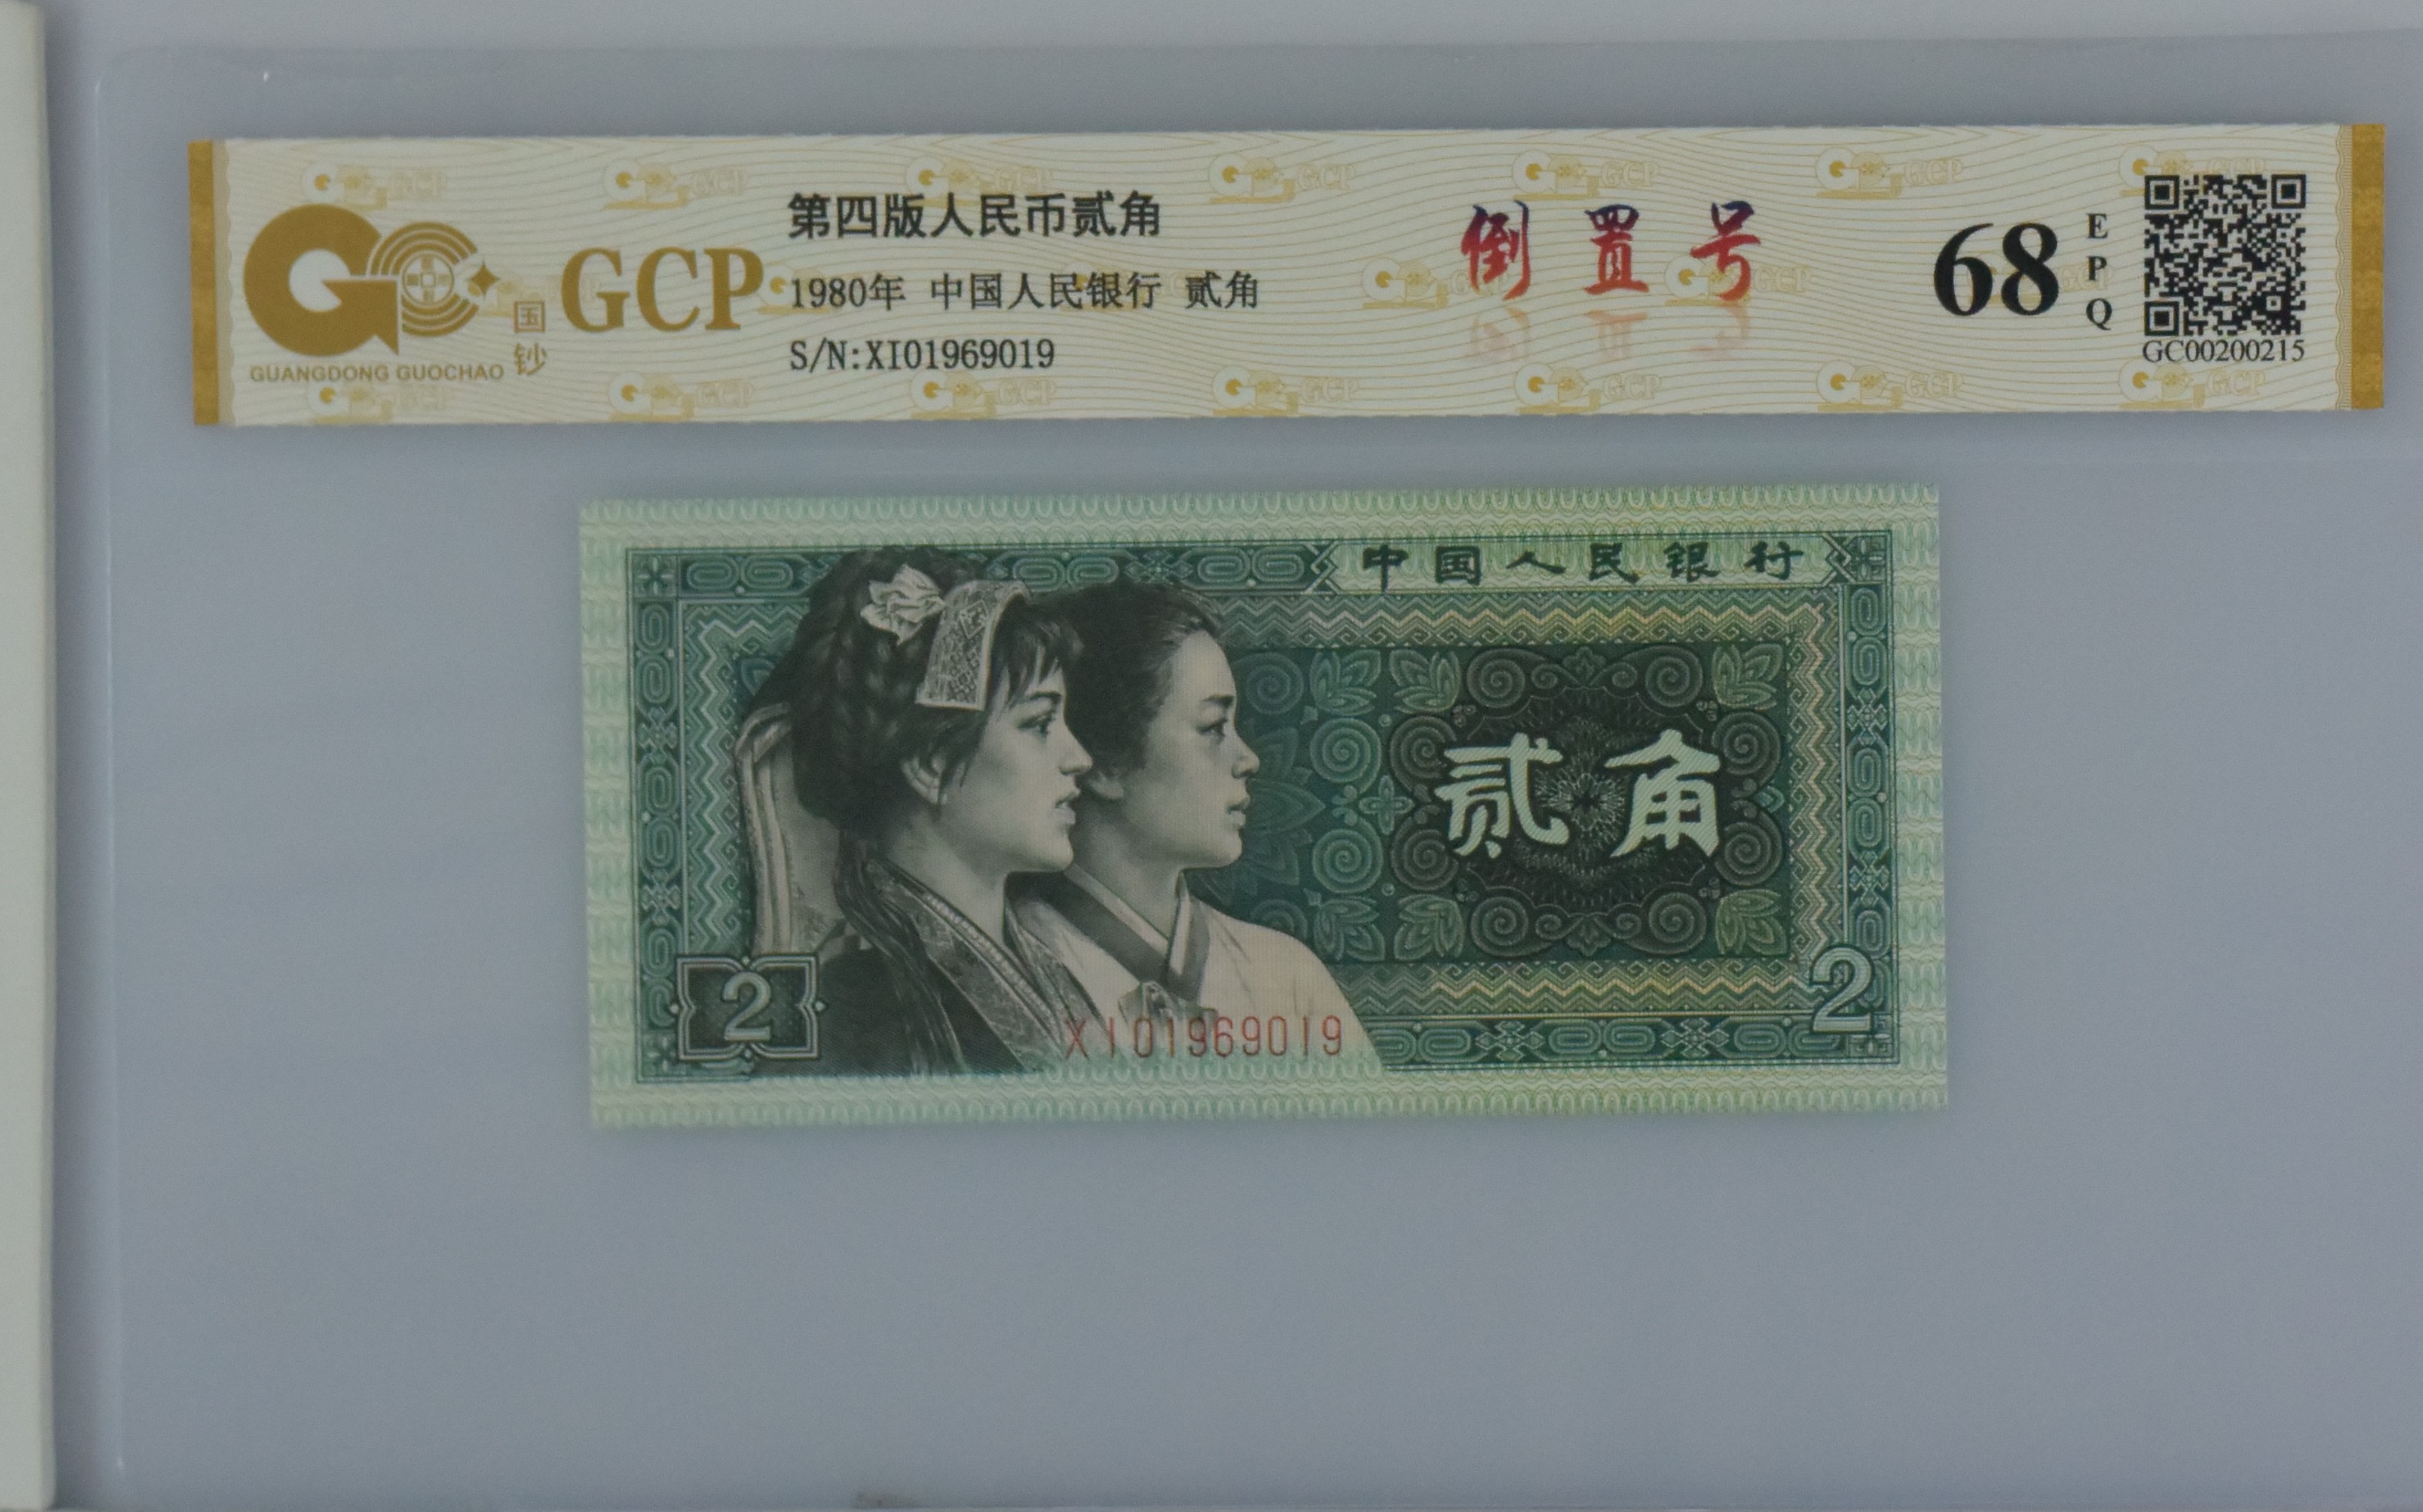 第四版人民币贰角
1980年 中国人民银行 贰角
S/N:XI01969019
GCP
国钞
GUANGDONG GUOCHAO
倒置号
68
EPQ
GC00200215
中国人民银行
贰角
2
2
XI01969019